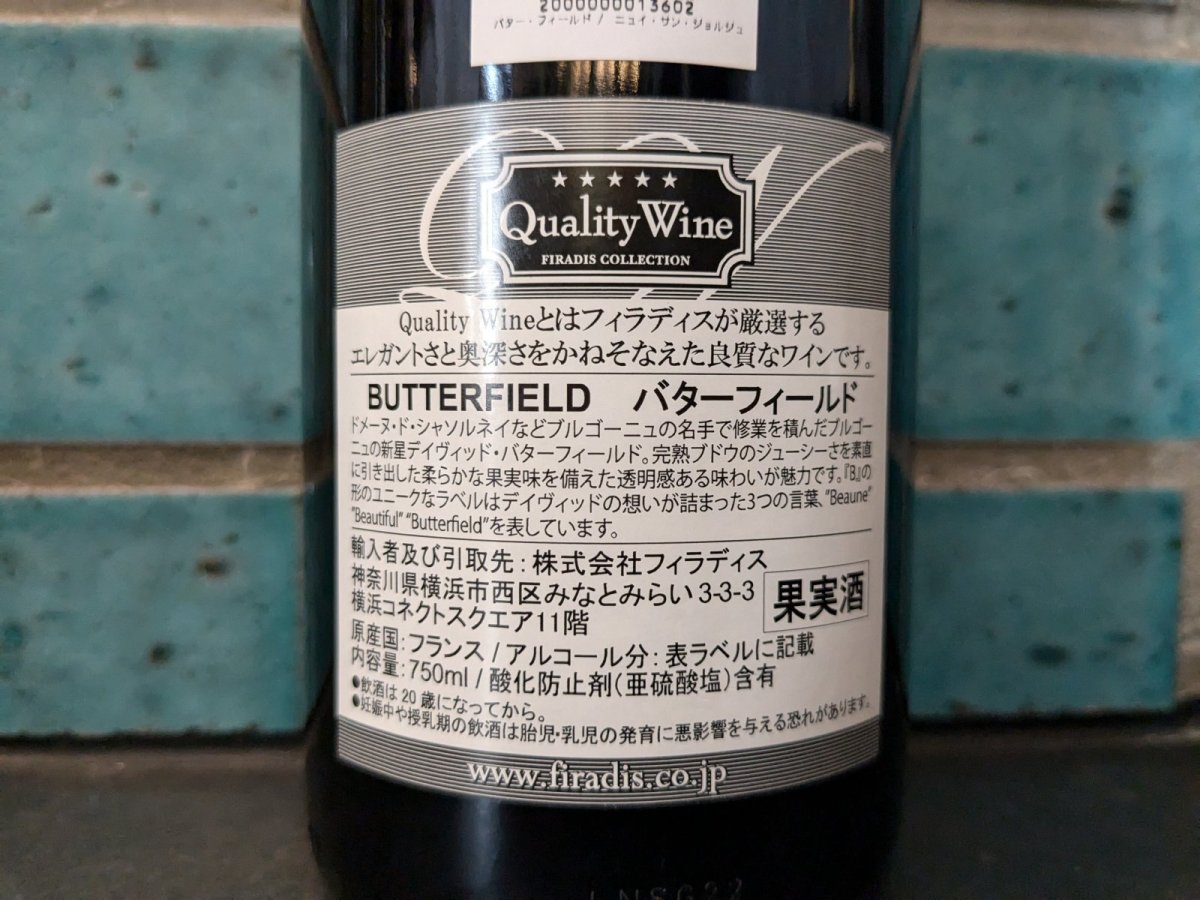 2000000013602
バター・フィールド / ニュイ・サン・ジョルジュ
Quality Wine
FIRADIS COLLECTION
Quality Wineとはフィラディスが厳選する
エレガントさと奥深さをかねそなえた良質なワインです。
BUTTERFIELD バターフィールド
ドメーヌ・ド・シャソルネイなどブルゴーニュの名手で修業を積んだブルゴー
ニュの新星デイヴィッド・バターフィールド。完熟ブドウのジューシーさを素直
に引き出した柔らかな果実味を備えた透明感ある味わいが魅力です。『B』の
形のユニークなラベルはデイヴィッドの想いが詰まった3つの言葉、"Beaune"
"Beautiful" "Butterfield"を表しています。
輸入者及び引取先：株式会社フィラディス
神奈川県横浜市西区みなとみらい 3-3-3
横浜コネクトスクエア11階
果実酒
原産国：フランス / アルコール分：表ラベルに記載
内容量：750ml / 酸化防止剤（亜硫酸塩）含有
●飲酒は 20 歳になってから。
●妊娠中や授乳期の飲酒は胎児・乳児の発育に悪影響を与える恐れがあります。
www.firadis.co.jp